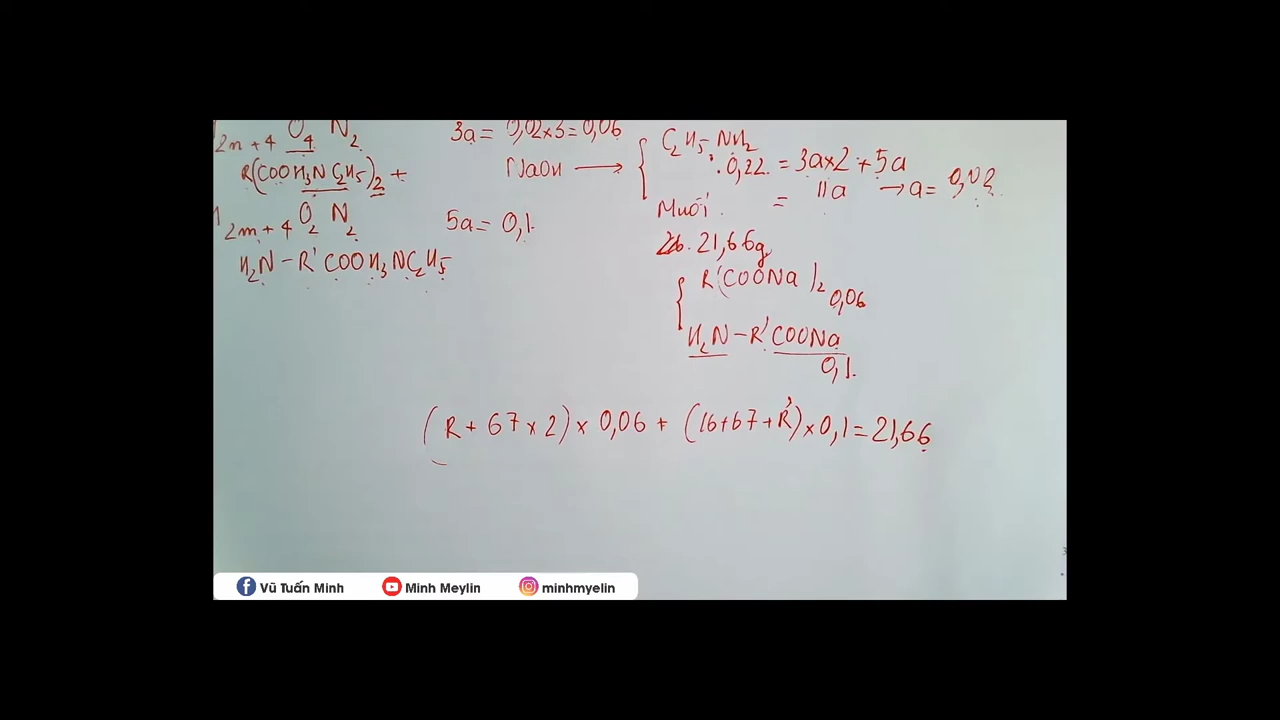 2n+4 O4 N2
3a = 0,02x3 = 0,06
C2H5NH2
R(COOH3NC2H5)2 +
NaOH →
: 0,22 = 3ax2 + 5a
= 11a → a = 0,02
2m+4 O2 N2
5a = 0,1
Muối
21,66g
H2N-R'COOH3NC2H5
R(COONa)2 0,06
H2N-R'COONa
0,1
(R + 67 x 2) x 0,06 + (16+67+R') x 0,1 = 21,66
Vũ Tuấn Minh Minh Meylin minhmyelin